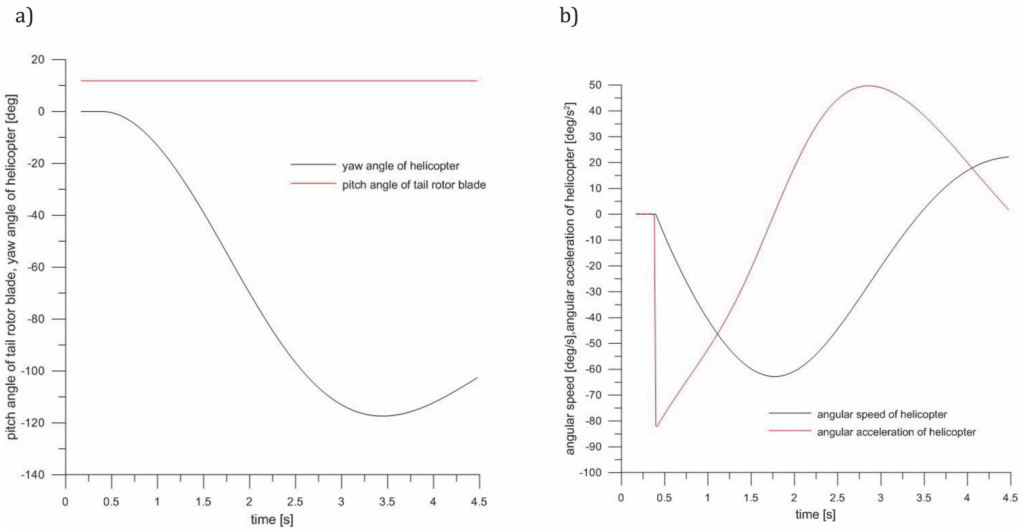 a)
20
0
-20
-40
-60
-80
-100
-120
-140
pitch angle of tail rotor blade, yaw angle of helicopter [deg]
yaw angle of helicopter
pitch angle of tail rotor blade
0 0.5 1 1.5 2 2.5 3 3.5 4 4.5
time [s]
b)
50
40
30
20
10
0
-10
-20
-30
-40
-50
-60
-70
-80
-90
-100
angular speed [deg/s],angular acceleration of helicopter [deg/s²]
angular speed of helicopter
angular acceleration of helicopter
0 0.5 1 1.5 2 2.5 3 3.5 4 4.5
time [s]